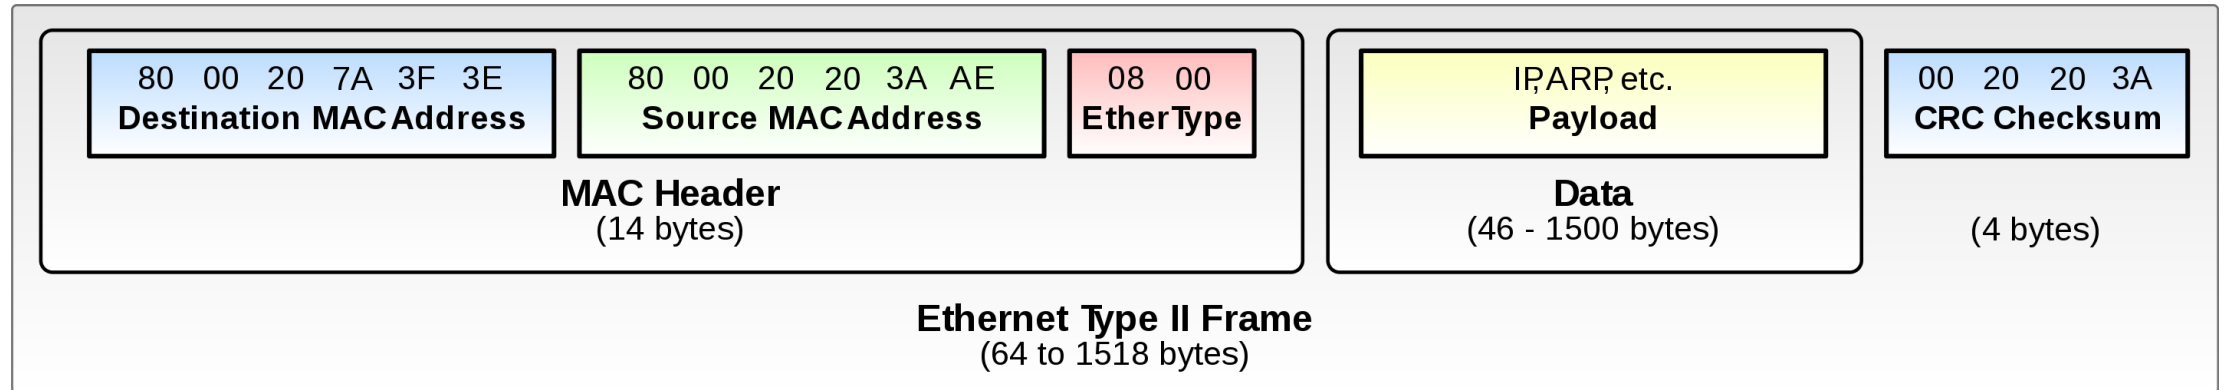 80 00 20 7A 3F 3E
Destination MAC Address
80 00 20 20 3A AE
Source MAC Address
08 00
EtherType
MAC Header
(14 bytes)
IP, ARP, etc.
Payload
Data
(46 - 1500 bytes)
00 20 20 3A
CRC Checksum
(4 bytes)
Ethernet Type II Frame
(64 to 1518 bytes)